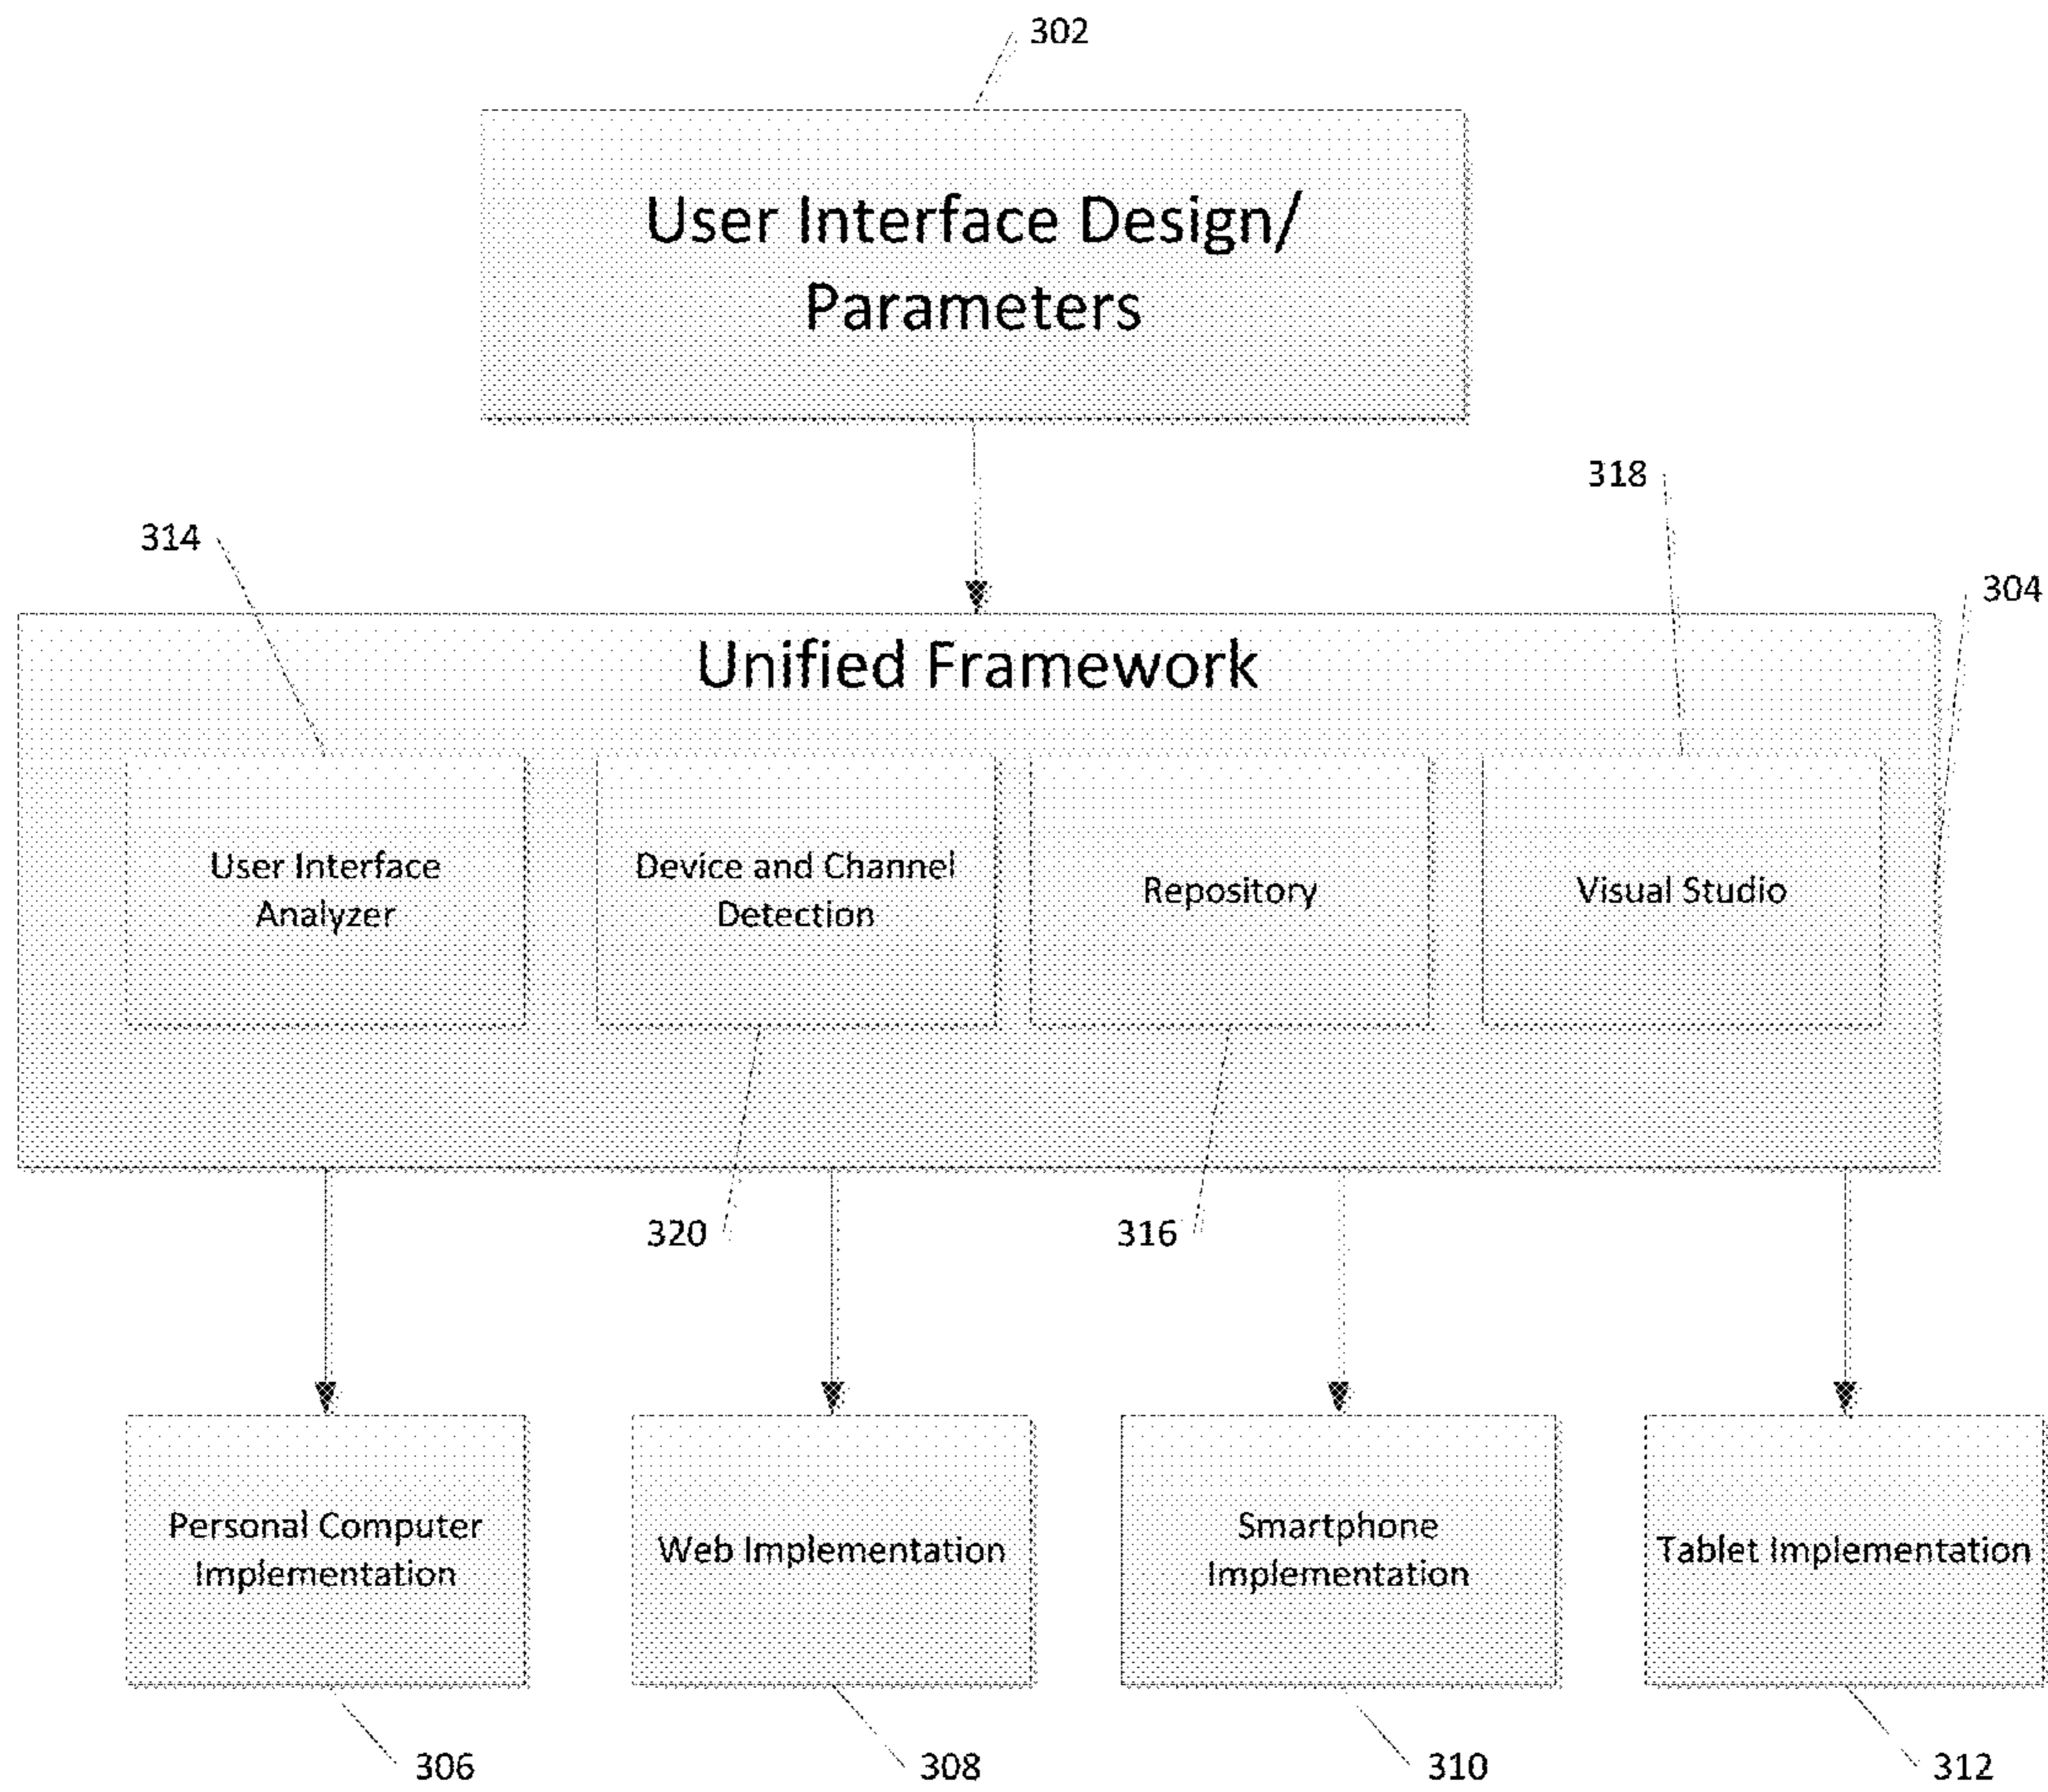 302
User Interface Design/
Parameters
318
314
304
Unified Framework
User Interface
Analyzer
Device and Channel
Detection
Repository
Visual Studio
320
316
Personal Computer
Implementation
Web Implementation
Smartphone
Implementation
Tablet Implementation
306
308
310
312